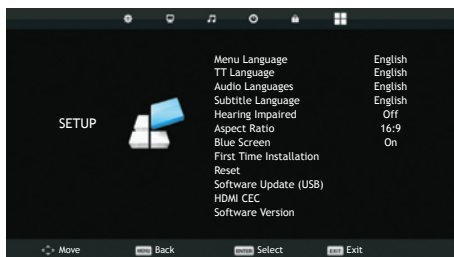 Menu Language English
TT Language English
Audio Languages English
Subtitle Language English
Hearing Impaired Off
SETUP
Aspect Ratio 16:9
Blue Screen On
First Time Installation
Reset
Software Update (USB)
HDMI CEC
Software Version
Move MENU Back ENTER Select EXIT Exit